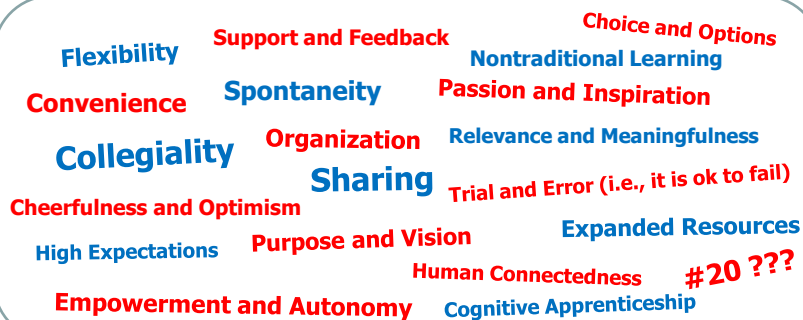 Choice and Options
Flexibility
Support and Feedback
Nontraditional Learning
Convenience
Spontaneity
Passion and Inspiration
Collegiality
Organization
Relevance and Meaningfulness
Sharing
Trial and Error (i.e., it is ok to fail)
Cheerfulness and Optimism
Expanded Resources
High Expectations
Purpose and Vision
Human Connectedness
#20 ???
Empowerment and Autonomy
Cognitive Apprenticeship